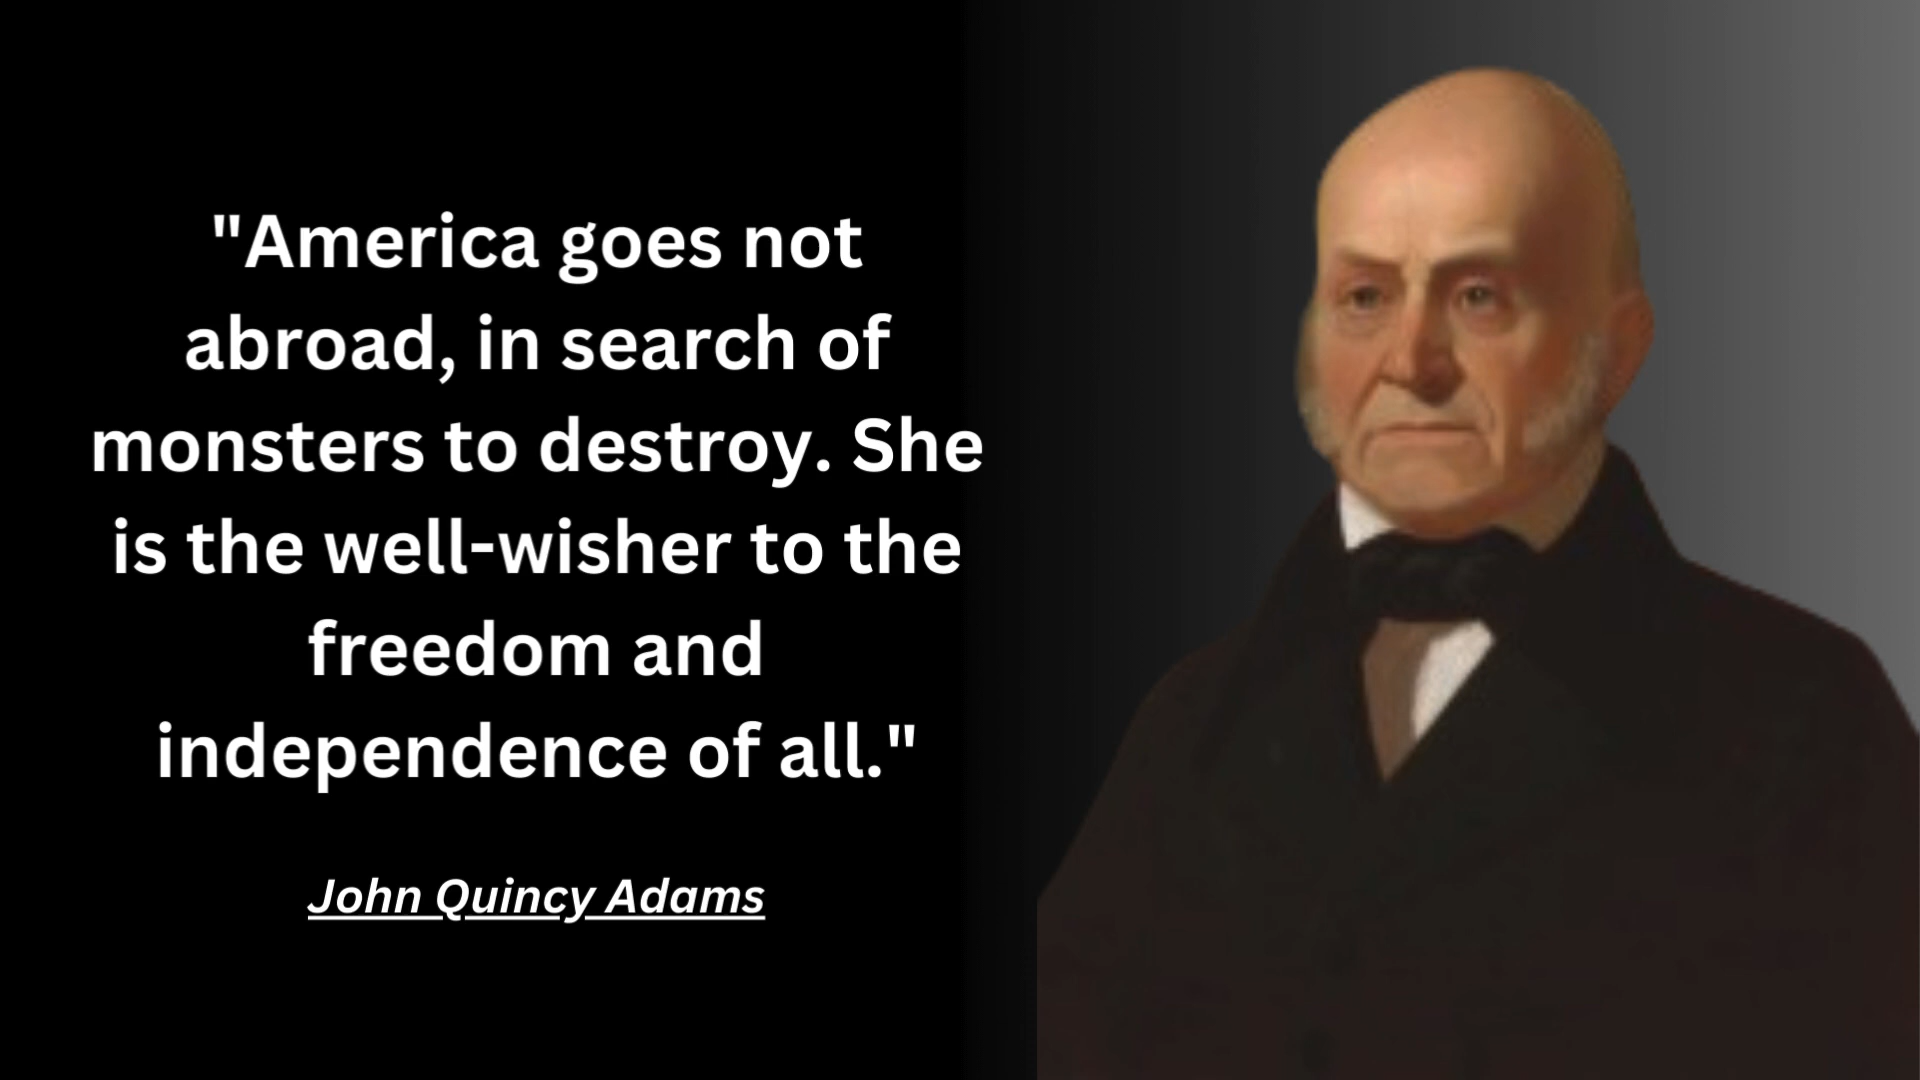 "America goes not
abroad, in search of
monsters to destroy. She
is the well-wisher to the
freedom and
independence of all."
John Quincy Adams